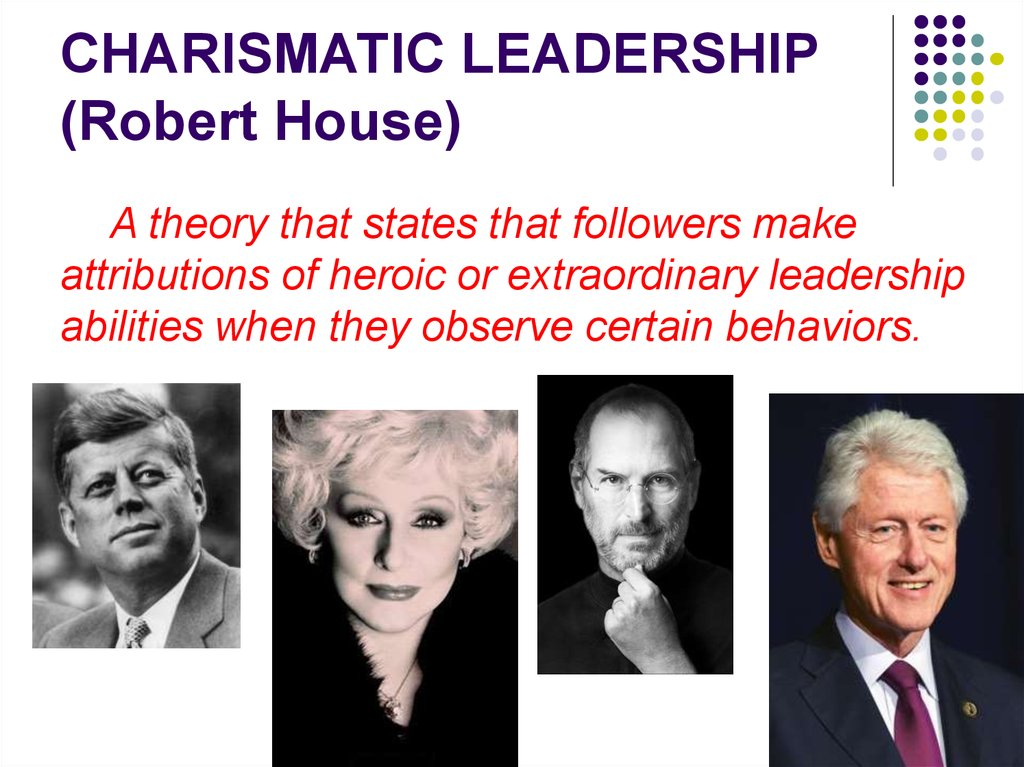 CHARISMATIC LEADERSHIP
(Robert House)
A theory that states that followers make
attributions of heroic or extraordinary leadership
abilities when they observe certain behaviors.